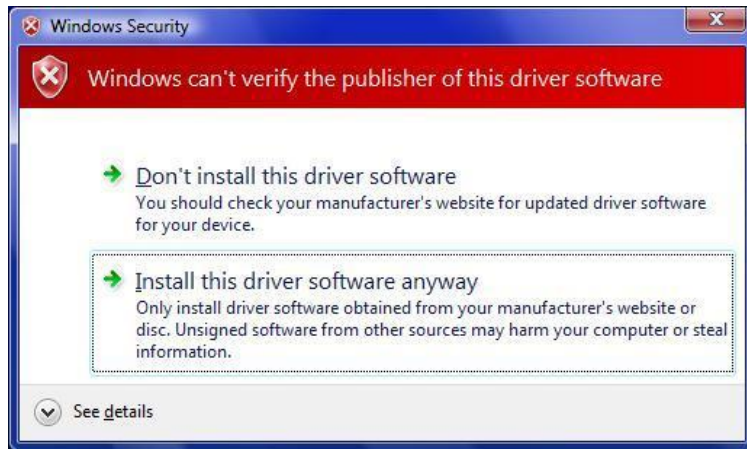 Windows Security
Windows can't verify the publisher of this driver software
Don't install this driver software
You should check your manufacturer's website for updated driver software
for your device.
Install this driver software anyway
Only install driver software obtained from your manufacturer's website or
disc. Unsigned software from other sources may harm your computer or steal
information.
See details